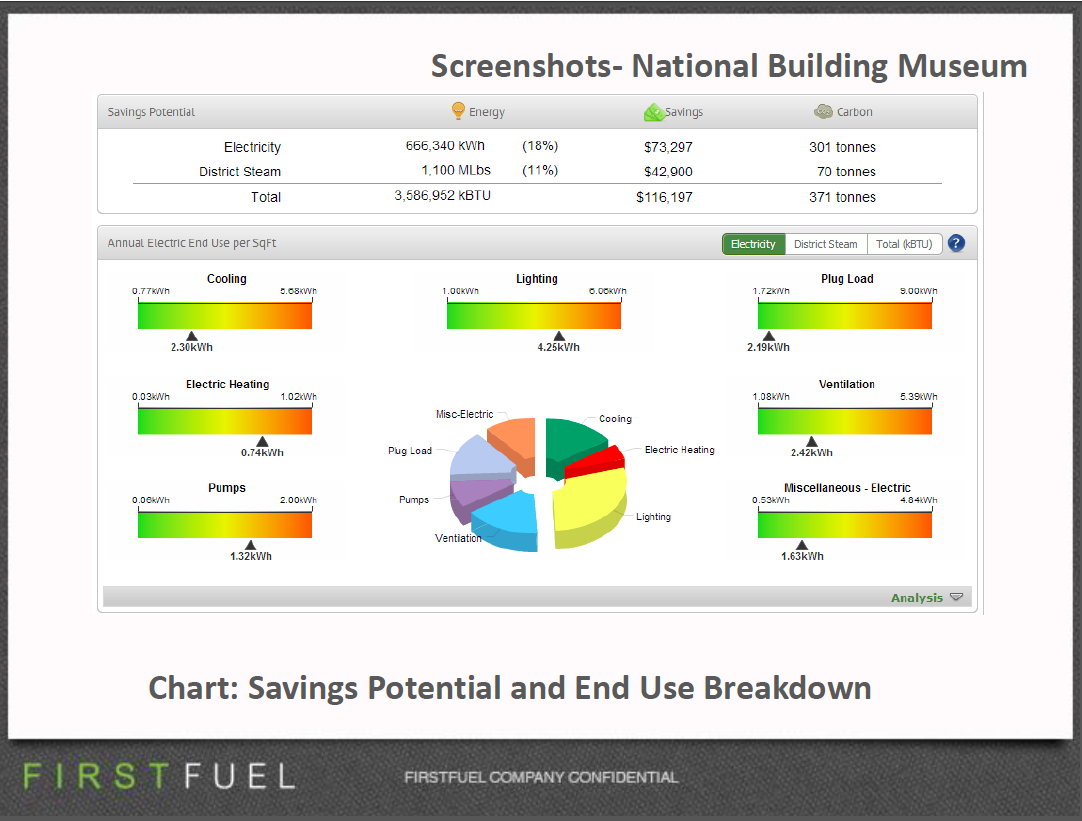 Screenshots- National Building Museum
Savings Potential Energy Savings Carbon
Electricity 666,340 kWh (18%) $73,297 301 tonnes
District Steam 1,100 MLbs (11%) $42,900 70 tonnes
Total 3,586,952 kBTU $116,197 371 tonnes
Annual Electric End Use per SqFt Electricity District Steam Total (kBTU) ?
Cooling
0.77kWh 5.68kWh
2.30kWh
Lighting
1.00kWh 6.06kWh
4.25kWh
Plug Load
1.72kWh 9.00kWh
2.19kWh
Electric Heating
0.03kWh 1.02kWh
0.74kWh
Ventilation
1.08kWh 5.39kWh
2.42kWh
Pumps
0.06kWh 2.00kWh
1.32kWh
Miscellaneous - Electric
0.53kWh 4.84kWh
1.63kWh
Misc-Electric
Cooling
Plug Load
Electric Heating
Pumps
Lighting
Ventilation
Analysis
Chart: Savings Potential and End Use Breakdown
FIRSTFUEL
FIRSTFUEL COMPANY CONFIDENTIAL